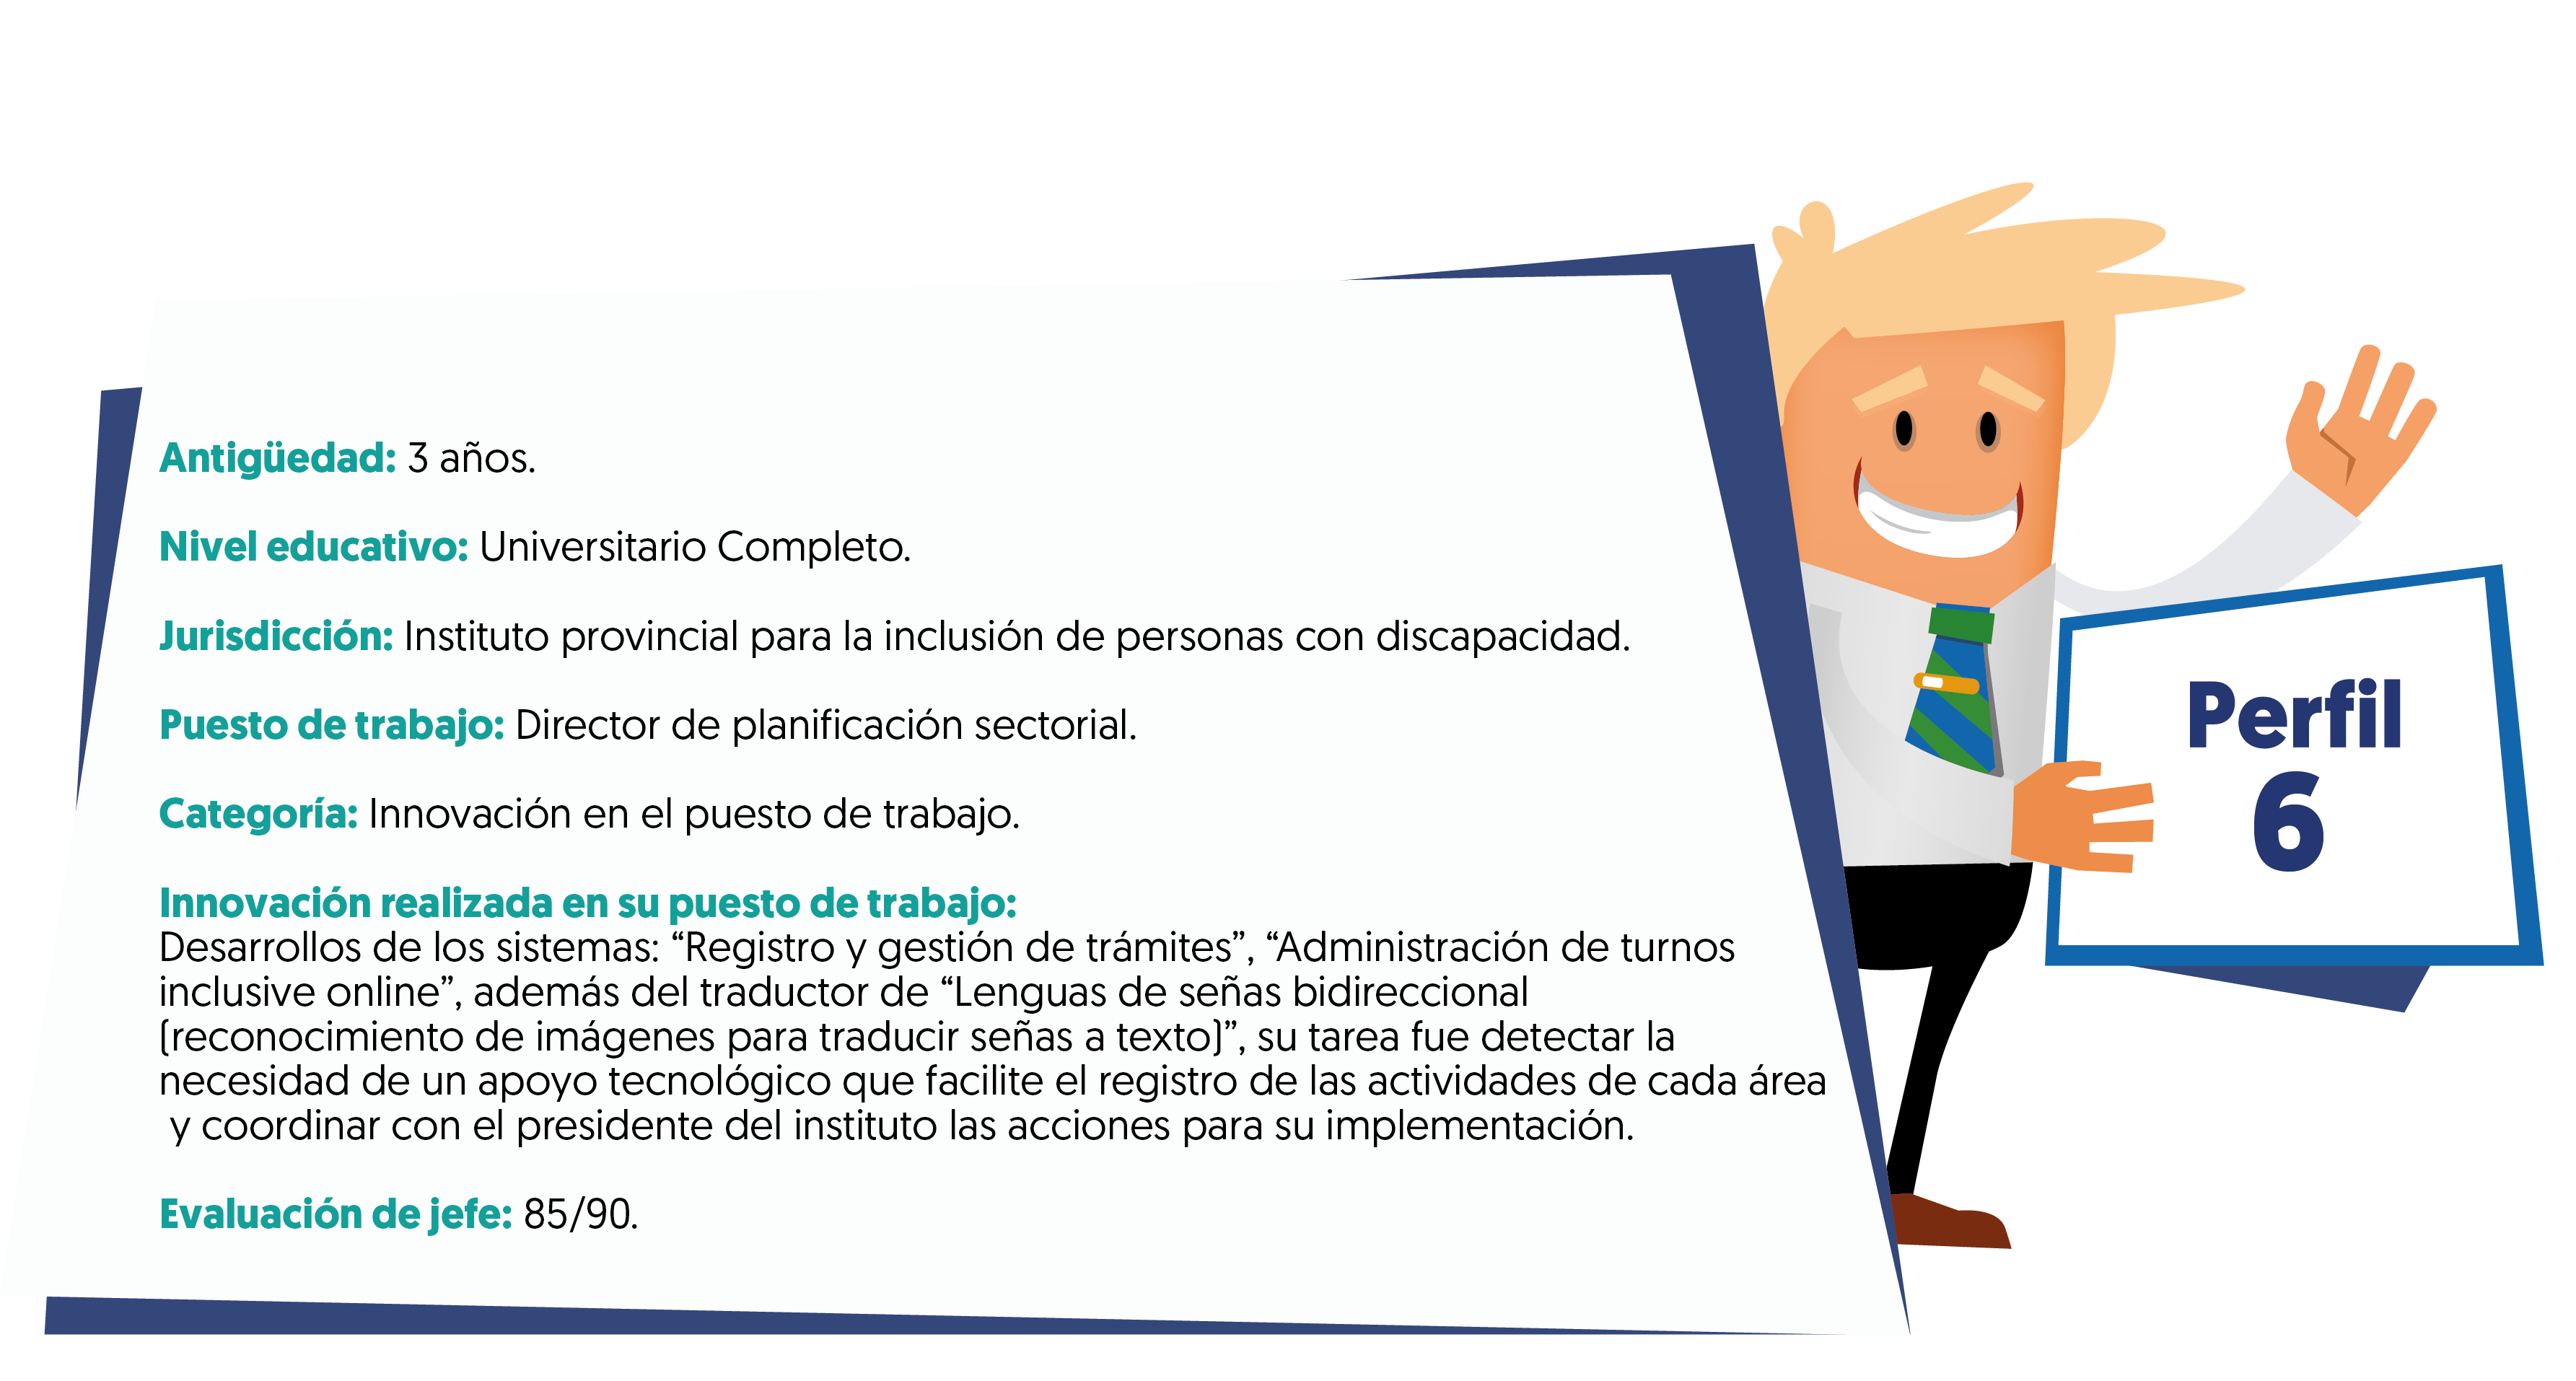 Antigüedad: 3 años.
Nivel educativo: Universitario Completo.
Jurisdicción: Instituto provincial para la inclusión de personas con discapacidad.
Puesto de trabajo: Director de planificación sectorial.
Categoría: Innovación en el puesto de trabajo.
Innovación realizada en su puesto de trabajo:
Desarrollos de los sistemas: “Registro y gestión de trámites”, “Administración de turnos
inclusive online”, además del traductor de “Lenguas de señas bidireccional
(reconocimiento de imágenes para traducir señas a texto)”, su tarea fue detectar la
necesidad de un apoyo tecnológico que facilite el registro de las actividades de cada área
y coordinar con el presidente del instituto las acciones para su implementación.
Evaluación de jefe: 85/90.
Perfil
6